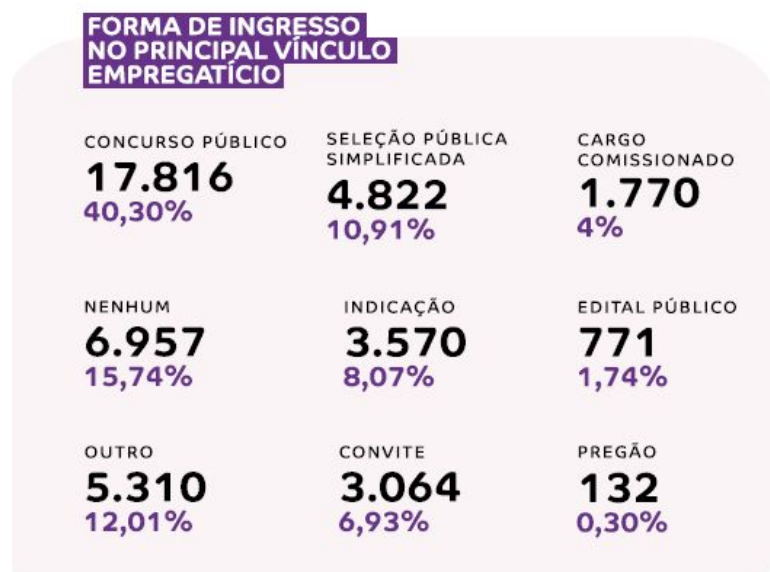 FORMA DE INGRESSO
NO PRINCIPAL VÍNCULO
EMPREGATÍCIO
CONCURSO PÚBLICO
17.816
40,30%
SELEÇÃO PÚBLICA
SIMPLIFICADA
4.822
10,91%
CARGO
COMISSIONADO
1.770
4%
NENHUM
6.957
15,74%
INDICAÇÃO
3.570
8,07%
EDITAL PÚBLICO
771
1,74%
OUTRO
5.310
12,01%
CONVITE
3.064
6,93%
PREGÃO
132
0,30%